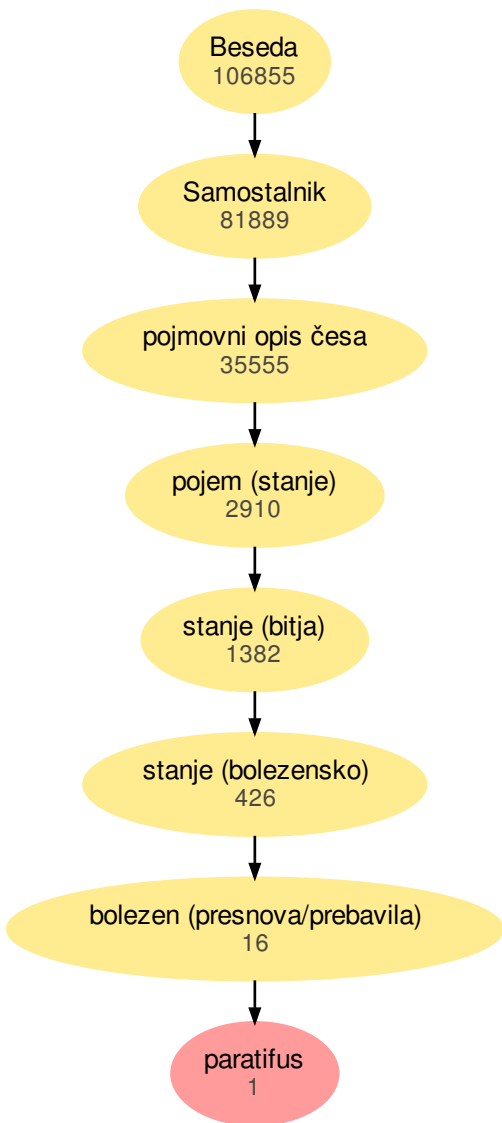 Beseda
106855
Samostalnik
81889
pojmovni opis česa
35555
pojem (stanje)
2910
stanje (bitja)
1382
stanje (bolezensko)
426
bolezen (presnova/prebavila)
16
paratifus
1